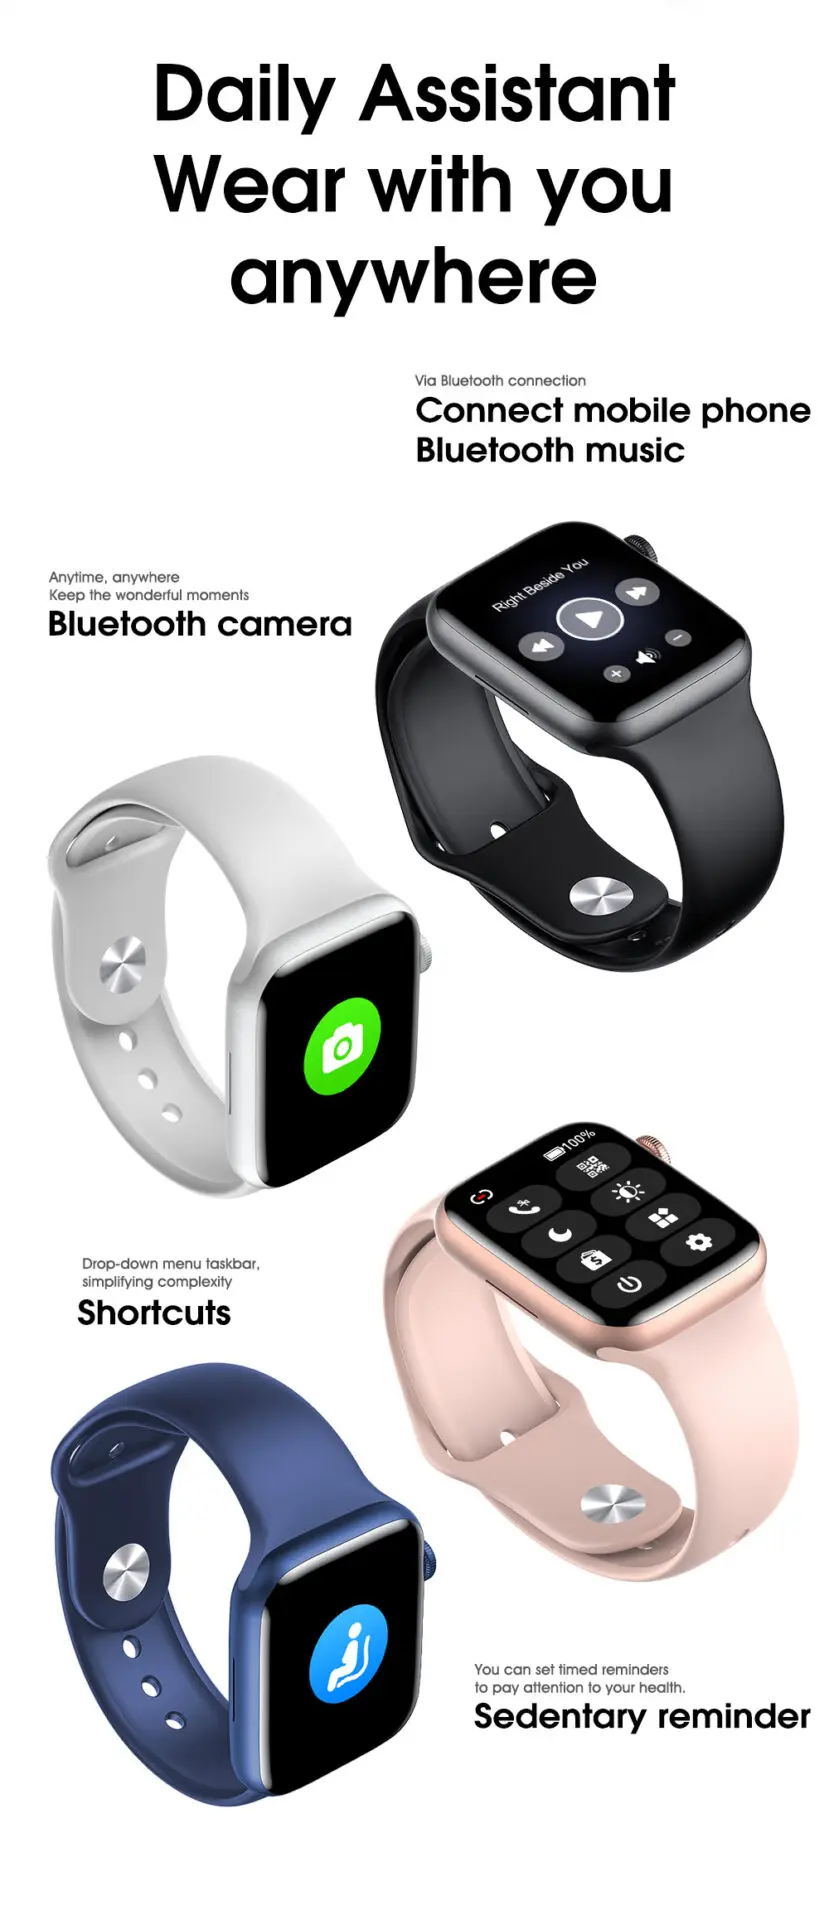 Daily Assistant
Wear with you
anywhere
Via Bluetooth connection
Connect mobile phone
Bluetooth music
Anytime, anywhere
Keep the wonderful moments
Bluetooth camera
Right Beside You
100%
Drop-down menu taskbar,
simplifying complexity
Shortcuts
You can set timed reminders
to pay attention to your health.
Sedentary reminder